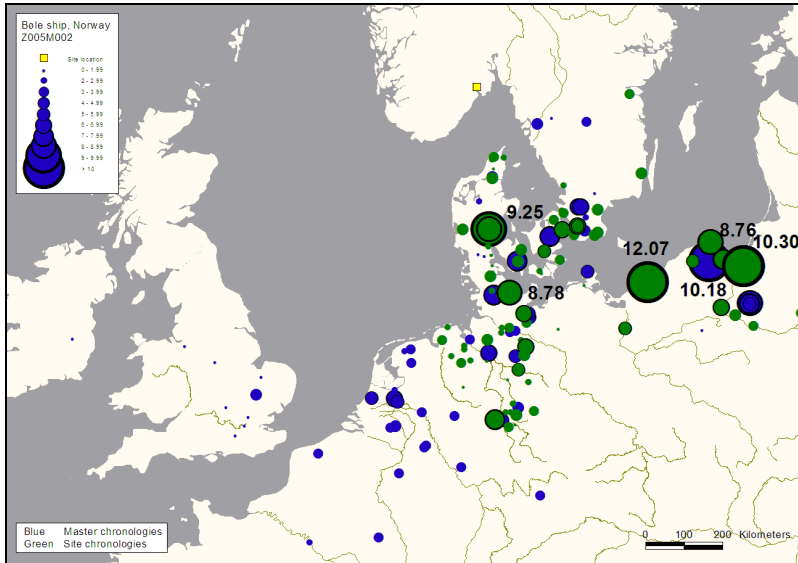 Bøle ship, Norway
Z005M002
Site location
0 - 1.99
2 - 2.99
3 - 3.99
4 - 4.99
5 - 5.99
6 - 6.99
7 - 7.99
8 - 8.99
9 - 9.99
> 10
9.25
8.76
10.30
12.07
10.18
8.78
Blue Master chronologies
Green Site chronologies
0 100 200 Kilometers